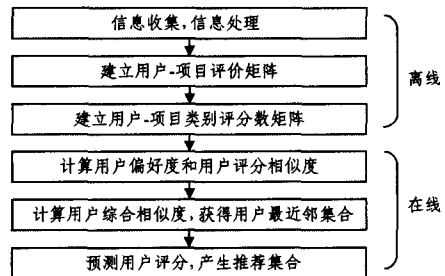 信息收集,信息处理
建立用户-项目评价矩阵
建立用户-项目类别评分数矩阵
离线
计算用户偏好度和用户评分相似度
计算用户综合相似度,获得用户最近邻集合
预测用户评分,产生推荐集合
在线